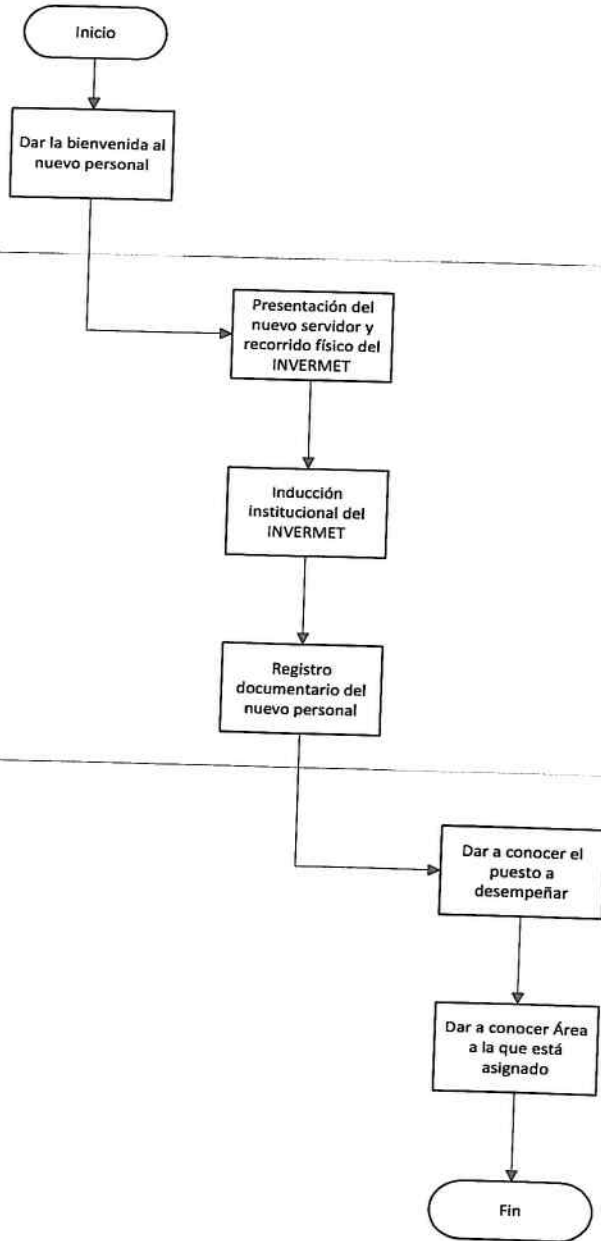 Inicio
Dar la bienvenida al
nuevo personal
Presentación del
nuevo servidor y
recorrido físico del
INVERMET
Inducción
institucional del
INVERMET
Registro
documentario del
nuevo personal
Dar a conocer el
puesto a
desempeñar
Dar a conocer Área
a la que está
asignado
Fin